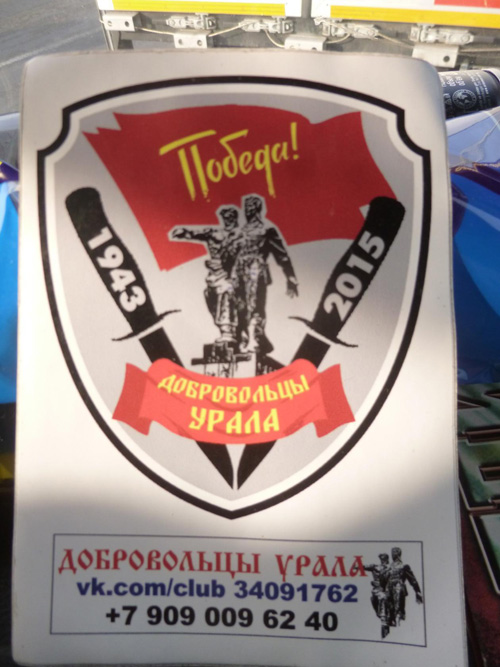 Победа!
1943
2015
ДОБРОВОЛЬЦЫ
УРАЛА
ДОБРОВОЛЬЦЫ УРАЛА
vk.com/club 34091762
+7 909 009 62 40